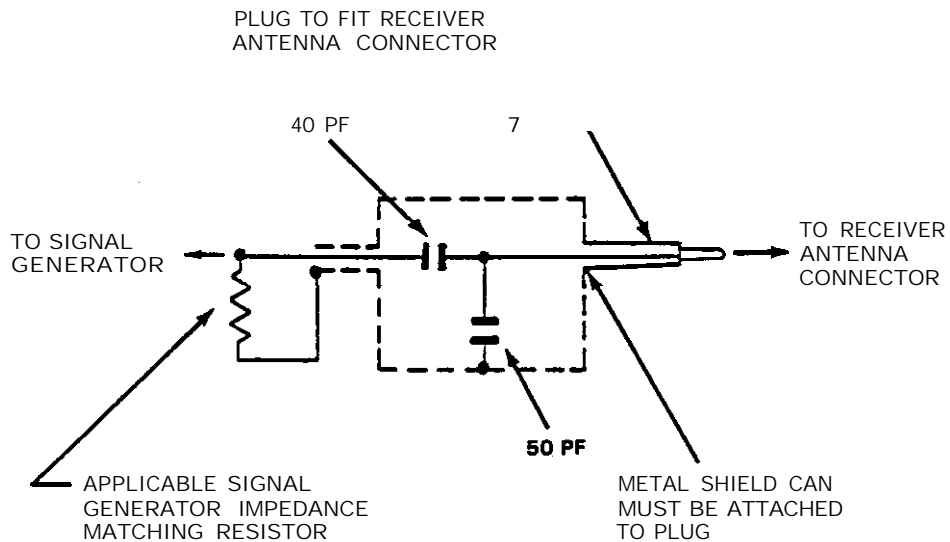 PLUG TO FIT RECEIVER
ANTENNA CONNECTOR
40 PF
7
TO SIGNAL
GENERATOR
TO RECEIVER
ANTENNA
CONNECTOR
50 PF
APPLICABLE SIGNAL
GENERATOR IMPEDANCE
MATCHING RESISTOR
METAL SHIELD CAN
MUST BE ATTACHED
TO PLUG